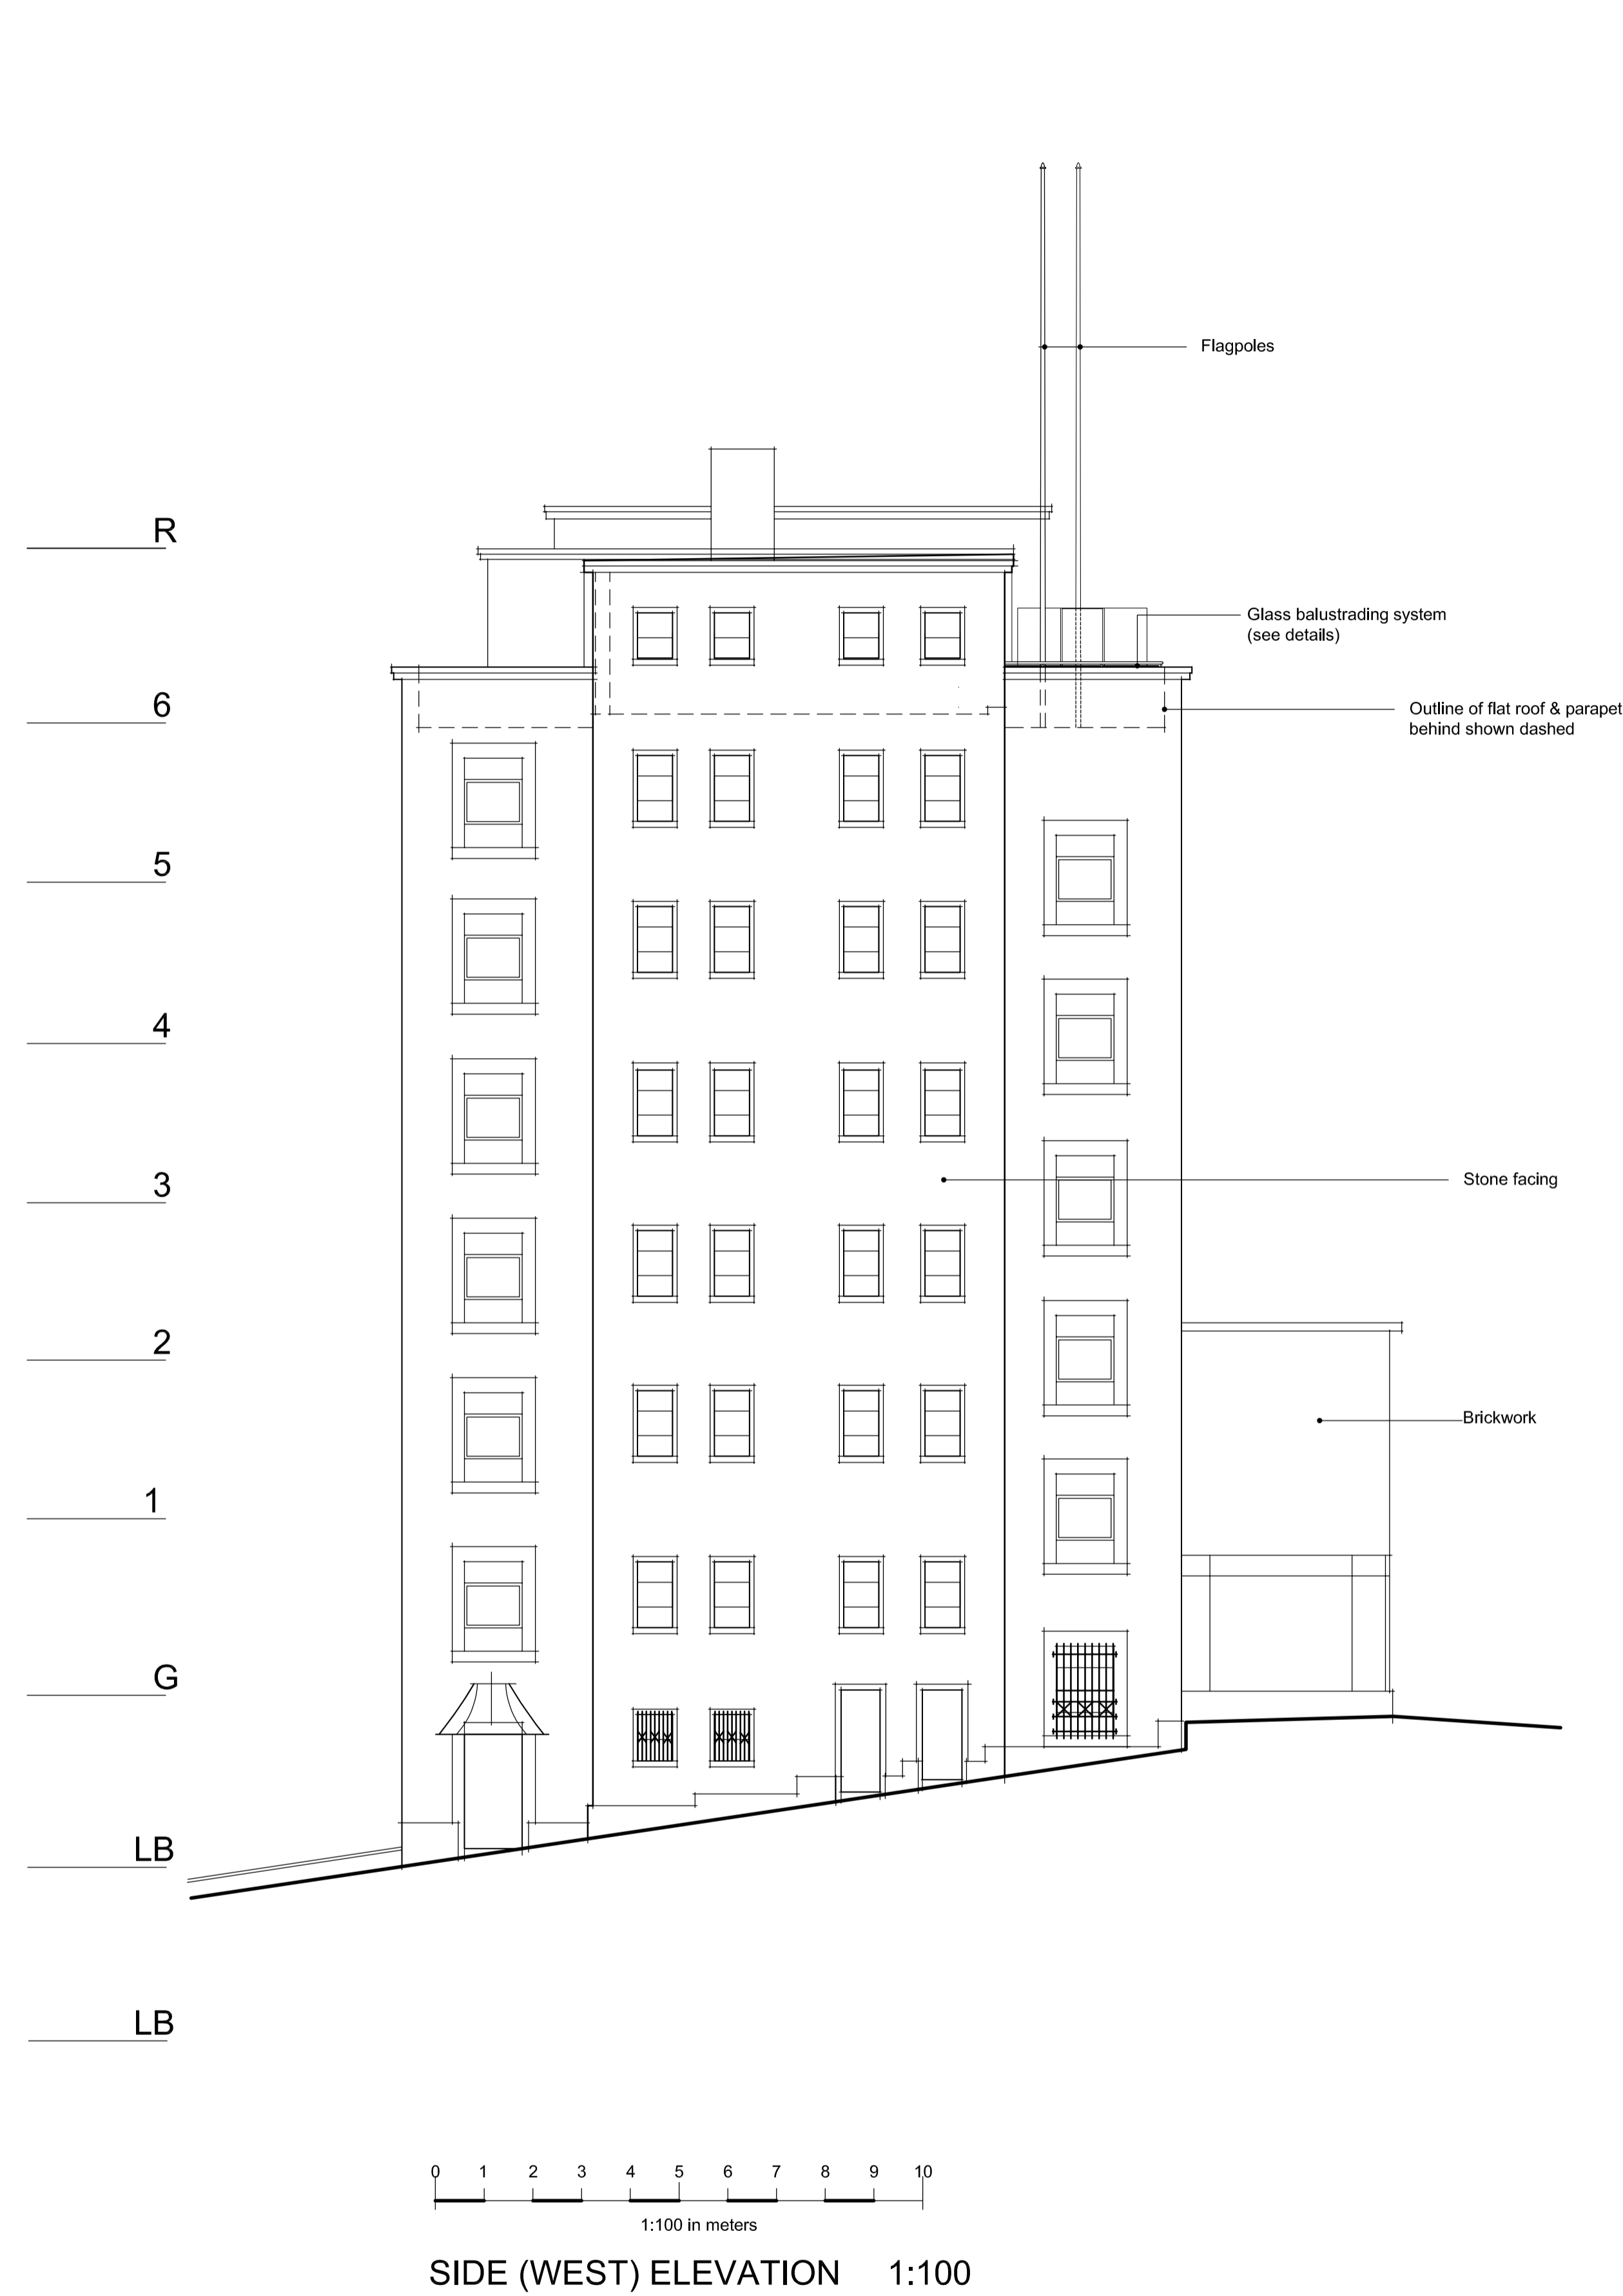 Flagpoles
R
Glass balustrading system
(see details)
6
Outline of flat roof & parapet
behind shown dashed
5
4
3
Stone facing
2
Brickwork
1
G
LB
LB
0 1 2 3 4 5 6 7 8 9 10
1:100 in meters
SIDE (WEST) ELEVATION 1:100